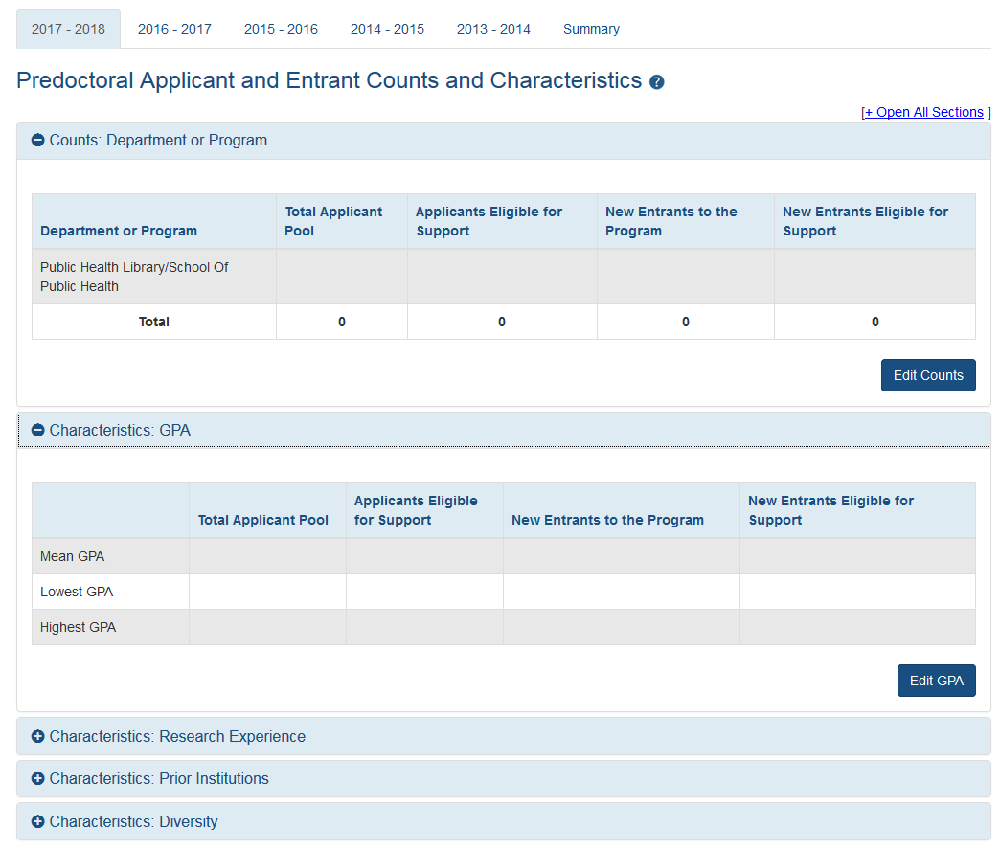 2017 - 2018 2016 - 2017 2015 - 2016 2014 - 2015 2013 - 2014 Summary
Predoctoral Applicant and Entrant Counts and Characteristics ?
[+ Open All Sections ]
Counts: Department or Program
Department or Program Total Applicant Pool Applicants Eligible for Support New Entrants to the Program New Entrants Eligible for Support
Public Health Library/School Of
Public Health
Total 0 0 0 0
Edit Counts
Characteristics: GPA
Total Applicant Pool Applicants Eligible for Support New Entrants to the Program New Entrants Eligible for Support
Mean GPA
Lowest GPA
Highest GPA
Edit GPA
Characteristics: Research Experience
Characteristics: Prior Institutions
Characteristics: Diversity